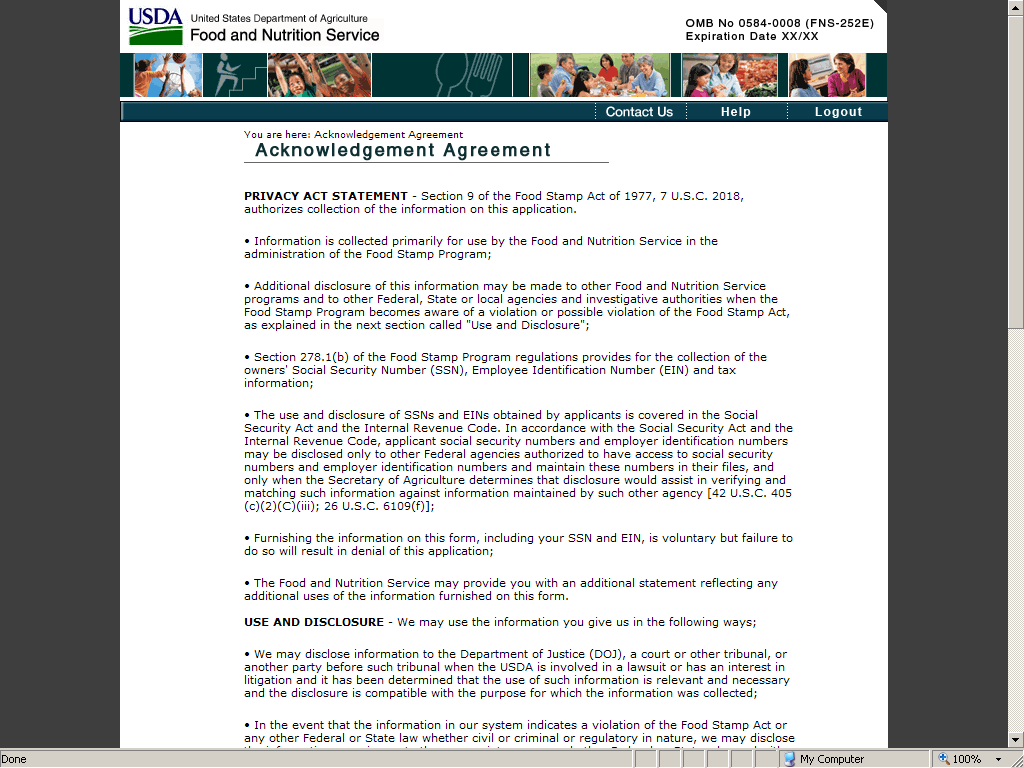 USDA United States Department of Agriculture
Food and Nutrition Service
OMB No 0584-0008 (FNS-252E)
Expiration Date XX/XX
Contact Us Help Logout
You are here: Acknowledgement Agreement
Acknowledgement Agreement
PRIVACY ACT STATEMENT - Section 9 of the Food Stamp Act of 1977, 7 U.S.C. 2018,
authorizes collection of the information on this application.
• Information is collected primarily for use by the Food and Nutrition Service in the
administration of the Food Stamp Program;
• Additional disclosure of this information may be made to other Food and Nutrition Service
programs and to other Federal, State or local agencies and investigative authorities when the
Food Stamp Program becomes aware of a violation or possible violation of the Food Stamp Act,
as explained in the next section called "Use and Disclosure";
• Section 278.1(b) of the Food Stamp Program regulations provides for the collection of the
owners' Social Security Number (SSN), Employee Identification Number (EIN) and tax
information;
• The use and disclosure of SSNs and EINs obtained by applicants is covered in the Social
Security Act and the Internal Revenue Code. In accordance with the Social Security Act and the
Internal Revenue Code, applicant social security numbers and employer identification numbers
may be disclosed only to other Federal agencies authorized to have access to social security
numbers and employer identification numbers and maintain these numbers in their files, and
only when the Secretary of Agriculture determines that disclosure would assist in verifying and
matching such information against information maintained by such other agency [42 U.S.C. 405
(c)(2)(C)(iii); 26 U.S.C. 6109(f)];
• Furnishing the information on this form, including your SSN and EIN, is voluntary but failure to
do so will result in denial of this application;
• The Food and Nutrition Service may provide you with an additional statement reflecting any
additional uses of the information furnished on this form.
USE AND DISCLOSURE - We may use the information you give us in the following ways;
• We may disclose information to the Department of Justice (DOJ), a court or other tribunal, or
another party before such tribunal when the USDA is involved in a lawsuit or has an interest in
litigation and it has been determined that the use of such information is relevant and necessary
and the disclosure is compatible with the purpose for which the information was collected;
• In the event that the information in our system indicates a violation of the Food Stamp Act or
any other Federal or State law whether civil or criminal or regulatory in nature, we may disclose
Done My Computer 100%